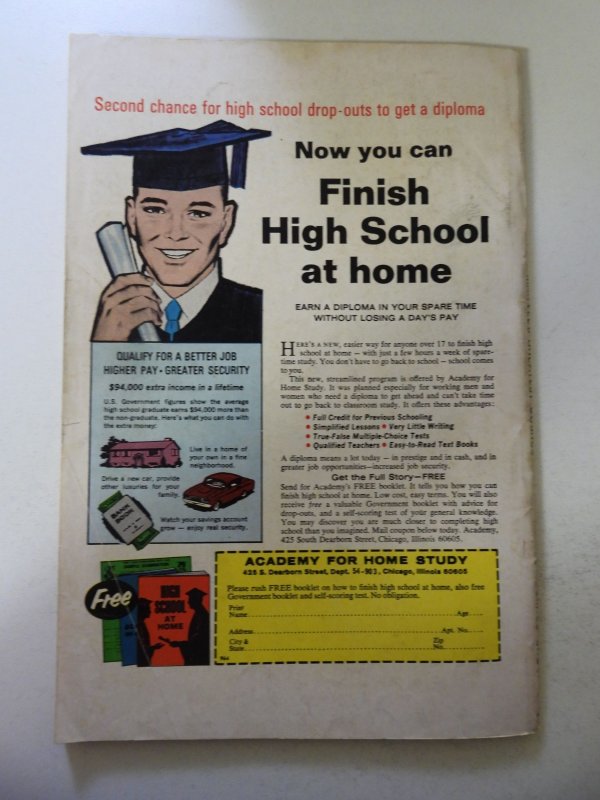 Second chance for high school drop-outs to get a diploma
Now you can
Finish
High School
at home
EARN A DIPLOMA IN YOUR SPARE TIME
WITHOUT LOSING A DAY'S PAY
HERE'S A NEW, easier way for anyone over 17 to finish high
school at home — with just a few hours a week of spare-
time study. You don't have to go back to school — school comes
to you.
This new, streamlined program is offered by Academy for
Home Study. It was planned especially for working men and
women who need a diploma to get ahead and can't take time
out to go back to classroom study. It offers these advantages:
• Full Credit for Previous Schooling
• Simplified Lessons • Very Little Writing
• True-False Multiple-Choice Tests
• Qualified Teachers • Easy-to-Read Text Books
A diploma means a lot today — in prestige and in cash, and in
greater job opportunities—increased job security.
Get the Full Story—FREE
Send for Academy's FREE booklet. It tells you how you can
finish high school at home. Low cost, easy terms. You will also
receive free a valuable Government booklet with advice for
drop-outs, and a self-scoring test of your general knowledge.
You may discover you are much closer to completing high
school than you imagine. Mail coupon below today. Academy,
425 South Dearborn Street, Chicago, Illinois 60605.
QUALIFY FOR A BETTER JOB
HIGHER PAY • GREATER SECURITY
$94,000 extra income in a lifetime
U.S. Government figures show the average
high school graduate earns $94,000 more than
the non-graduate. Here's what you can do with
the extra money:
Live in a home of
your own in a fine
neighborhood.
Drive a new car, provide
other luxuries for your
family.
BANK
BOOK
Watch your savings account
grow — enjoy real security.
Free
HIGH
SCHOOL
AT
HOME
ACADEMY FOR HOME STUDY
425 S. Dearborn Street, Dept. 54-963, Chicago, Illinois 60605
Please rush FREE booklet on how to finish high school at home, also free
Government booklet and self-scoring test. No obligation.
Print
Name Age
Address Apt. No.
City & Zip
State No.